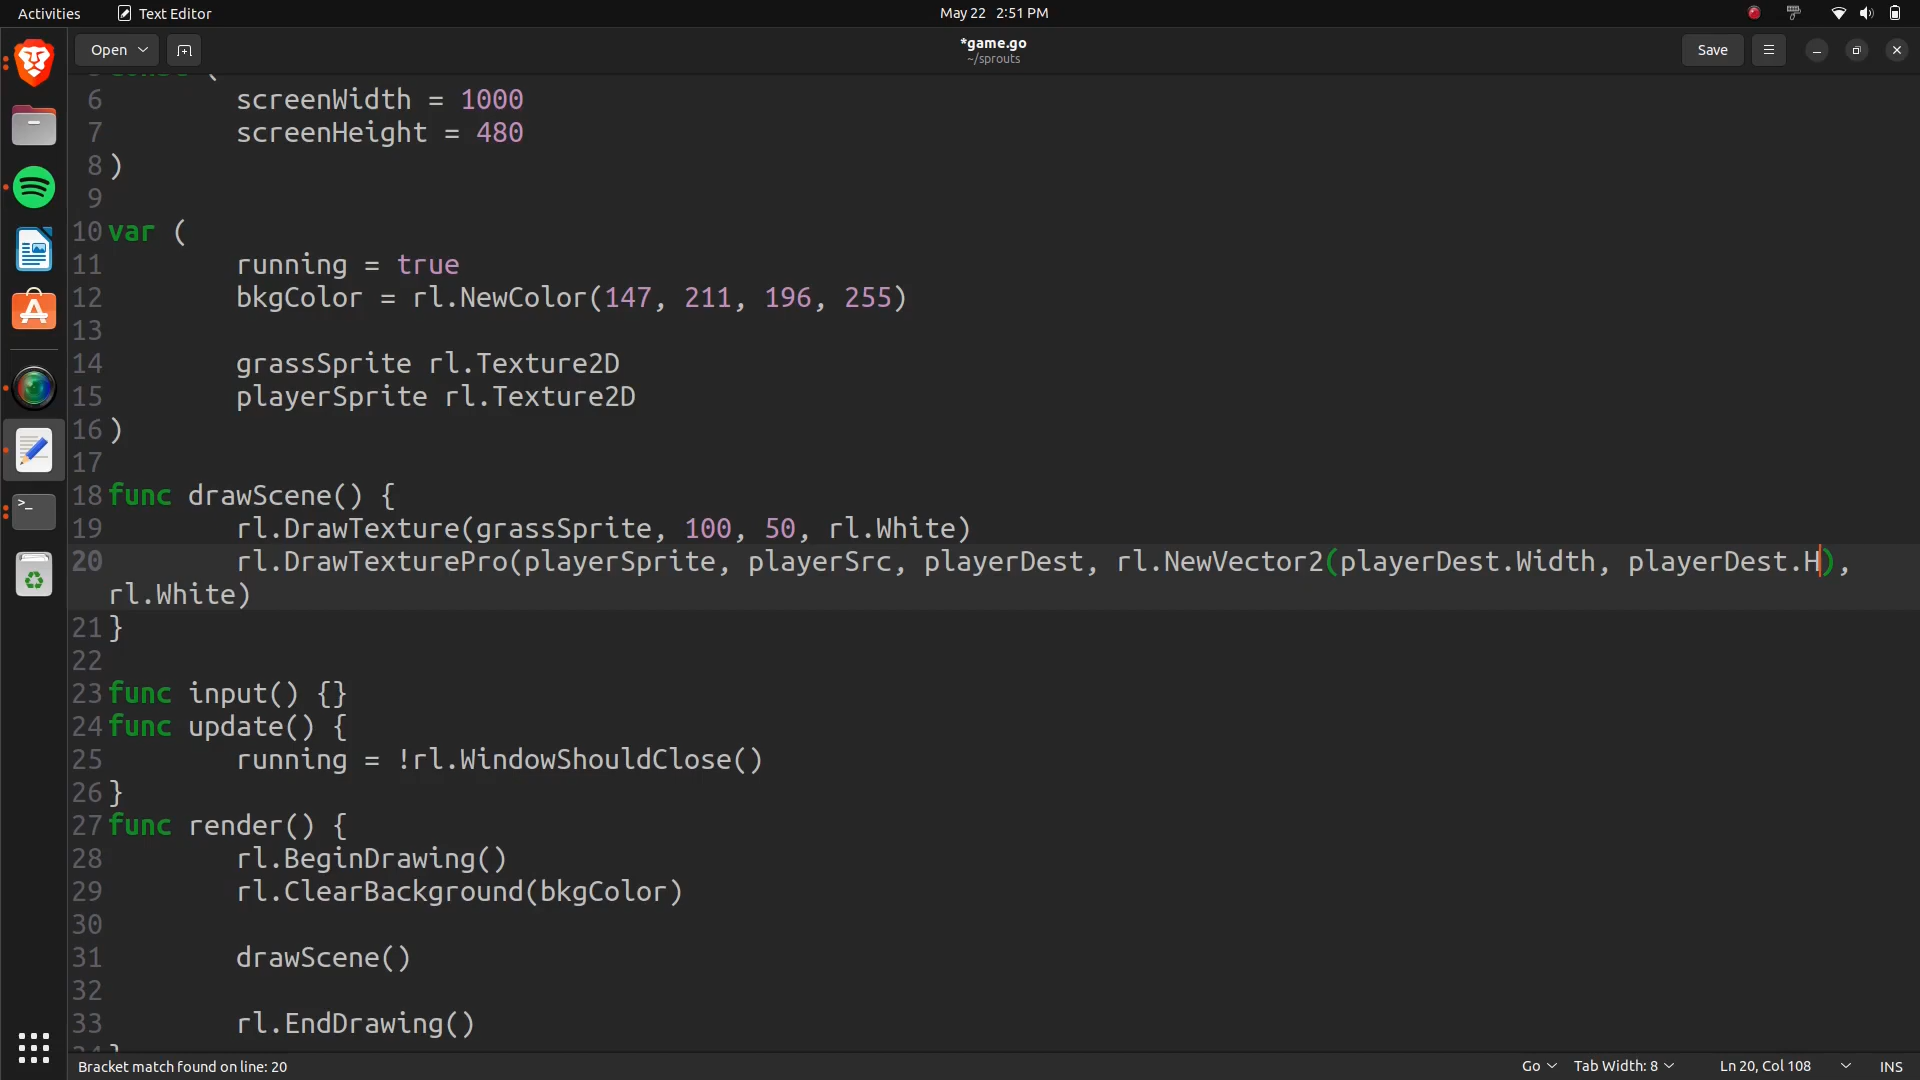 Activities
Text Editor
May 22 2:51 PM
Open
*game.go
~/sprouts
Save
6 screenWidth = 1000
7 screenHeight = 480
8 )
9
10 var (
11 running = true
12 bkgColor = rl.NewColor(147, 211, 196, 255)
13
14 grassSprite rl.Texture2D
15 playerSprite rl.Texture2D
16 )
17
18 func drawScene() {
19 rl.DrawTexture(grassSprite, 100, 50, rl.White)
20 rl.DrawTexturePro(playerSprite, playerSrc, playerDest, rl.NewVector2(playerDest.Width, playerDest.H),
rl.White)
21 }
22
23 func input() {}
24 func update() {
25 running = !rl.WindowShouldClose()
26 }
27 func render() {
28 rl.BeginDrawing()
29 rl.ClearBackground(bkgColor)
30
31 drawScene()
32
33 rl.EndDrawing()
Bracket match found on line: 20
Go
Tab Width: 8
Ln 20, Col 108
INS